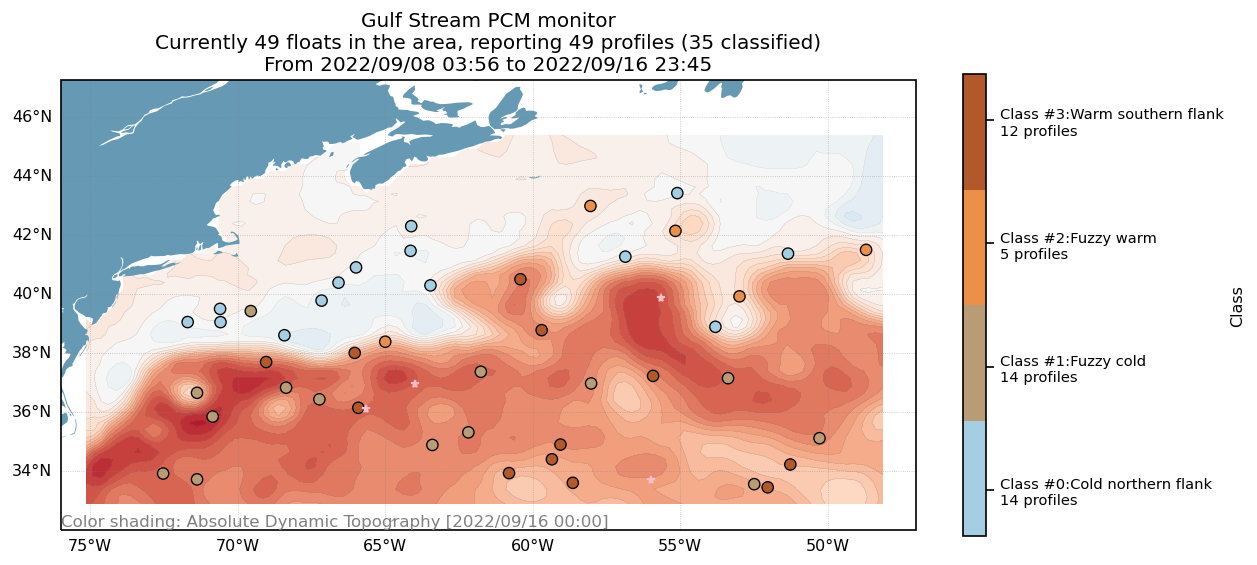 Gulf Stream PCM monitor
Currently 49 floats in the area, reporting 49 profiles (35 classified)
From 2022/09/08 03:56 to 2022/09/16 23:45
46°N
44°N
42°N
40°N
38°N
36°N
34°N
Color shading: Absolute Dynamic Topography [2022/09/16 00:00]
75°W 70°W 65°W 60°W 55°W 50°W
Class #3:Warm southern flank
12 profiles
Class #2:Fuzzy warm
5 profiles
Class #1:Fuzzy cold
14 profiles
Class #0:Cold northern flank
14 profiles
Class